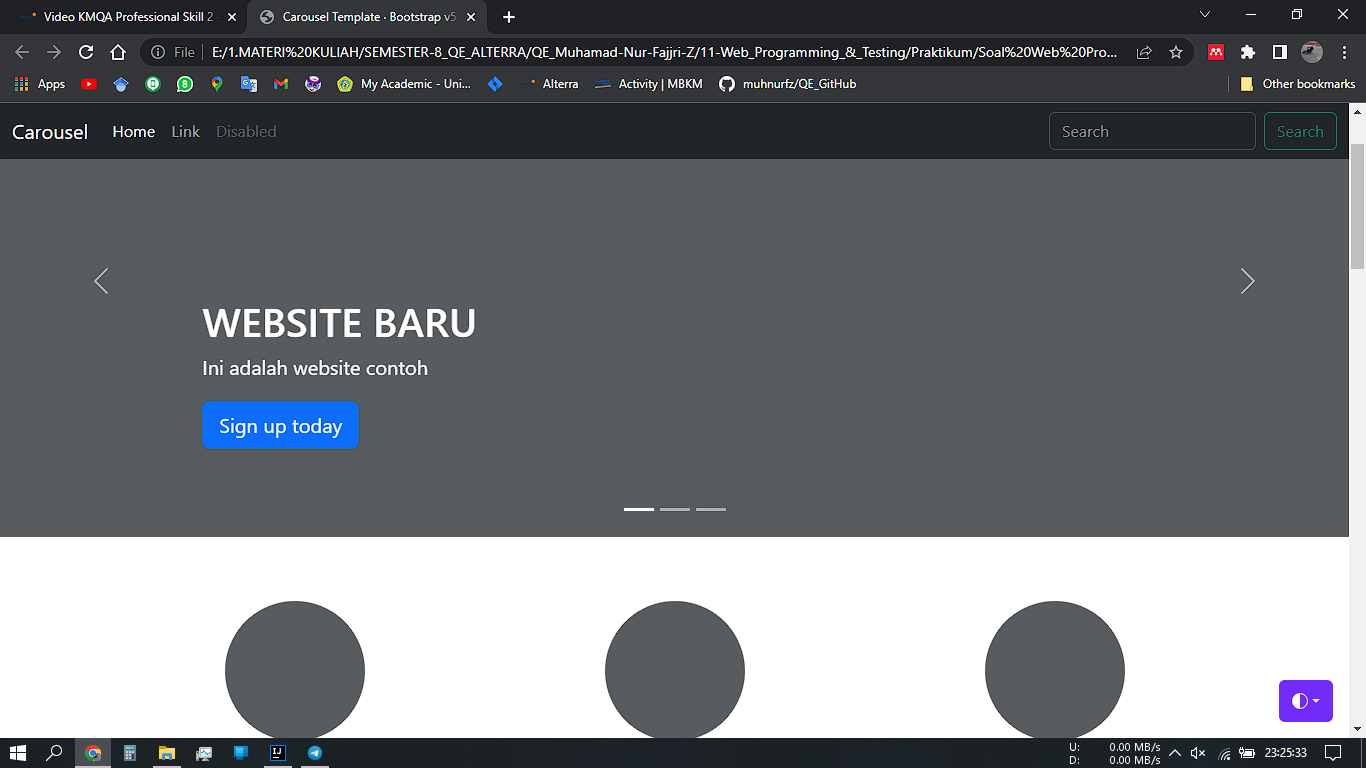 Video KMQA Professional Skill 2
Carousel Template · Bootstrap v5.
File
E:/1.MATERI%20KULIAH/SEMESTER-8_QE_ALTERRA/QE_Muhamad-Nur-Fajjri-Z/11-Web_Programming_&_Testing/Praktikum/Soal%20Web%20Pro...
Apps
My Academic - Uni...
Alterra
Activity | MBKM
muhnurfz/QE_GitHub
Other bookmarks
Carousel
Home
Link
Disabled
Search
Search
WEBSITE BARU
Ini adalah website contoh
Sign up today
U: 0.00 MB/s
D: 0.00 MB/s
23:25:33